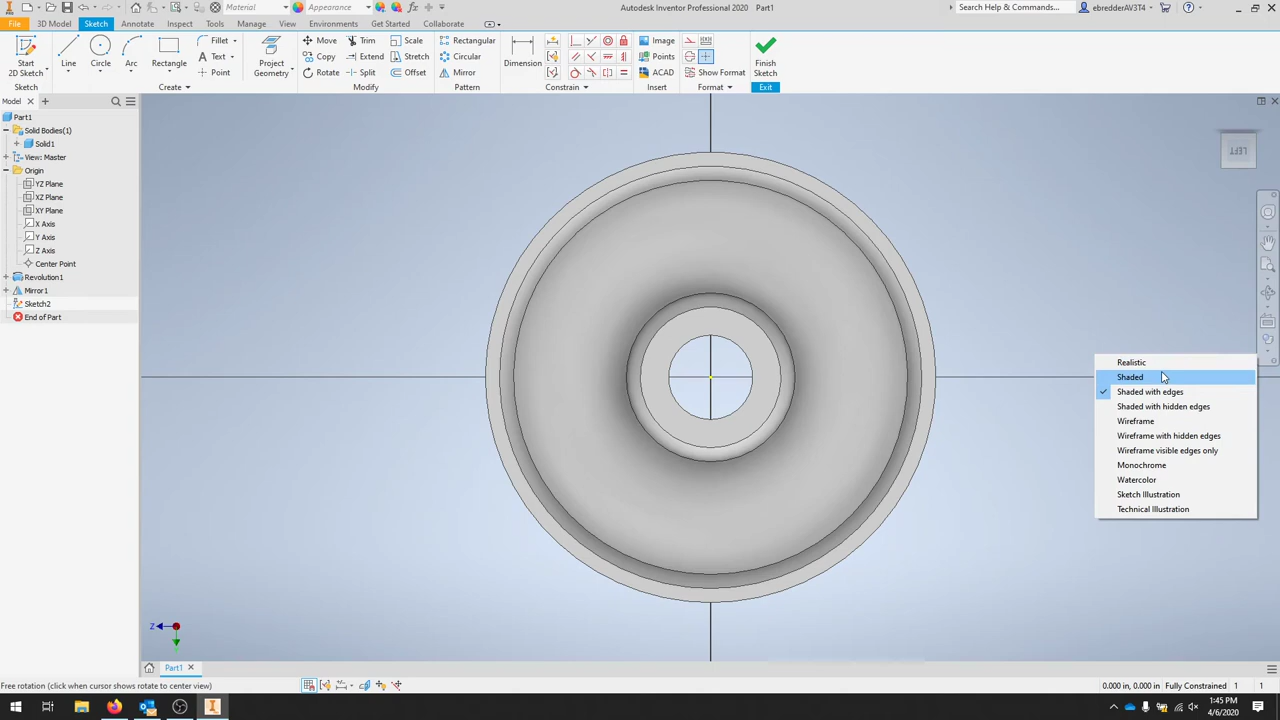 Material
Appearance
Autodesk Inventor Professional 2020 Part1
Search Help & Commands...
ebredderAV3T4
File
3D Model
Sketch
Annotate
Inspect
Tools
Manage
View
Environments
Get Started
Collaborate
Start
2D Sketch
Line
Circle
Arc
Rectangle
Fillet
Text
Point
Project
Geometry
Move
Copy
Rotate
Trim
Extend
Split
Scale
Stretch
Offset
Rectangular
Circular
Mirror
Dimension
Image
Points
ACAD
Show Format
Finish
Sketch
Sketch
Create
Modify
Pattern
Constrain
Insert
Format
Exit
Model
Part1
Solid Bodies(1)
Solid1
View: Master
Origin
YZ Plane
XZ Plane
XY Plane
X Axis
Y Axis
Z Axis
Center Point
Revolution1
Mirror1
Sketch2
End of Part
LEFT
Realistic
Shaded
Shaded with edges
Shaded with hidden edges
Wireframe
Wireframe with hidden edges
Wireframe visible edges only
Monochrome
Watercolor
Sketch Illustration
Technical Illustration
Z
Part1
Free rotation (click when cursor shows rotate to center view)
0.000 in, 0.000 in Fully Constrained 1 1
1:45 PM
4/6/2020